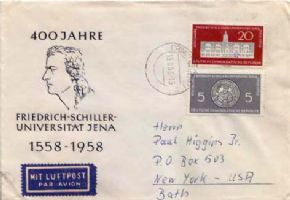 400 JAHRE
FRIEDRICH-SCHILLER-
UNIVERSITÄT JENA
1558-1958
MIT LUFTPOST
PAR AVION
20
5 5
Herrn
Paul Higgins Jr.
P.O Box 503
New York - USA
Bath